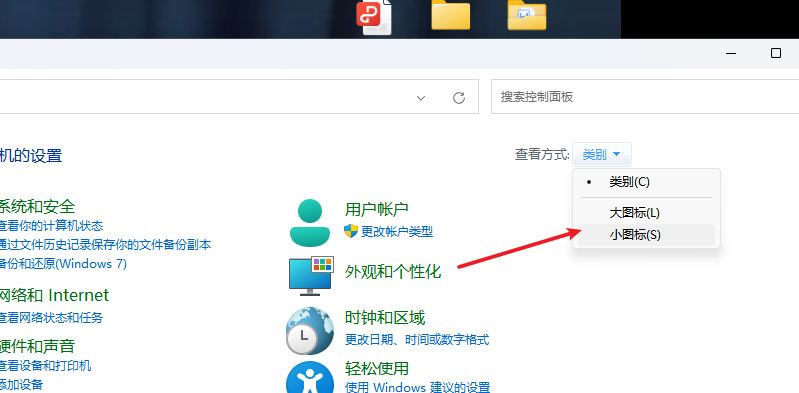 搜索控制面板
机的设置
查看方式: 类别
类别(C)
大图标(L)
小图标(S)
系统和安全
查看你的计算机状态
通过文件历史记录保存你的文件备份副本
备份和还原(Windows 7)
网络和 Internet
查看网络状态和任务
硬件和声音
查看设备和打印机
添加设备
用户帐户
更改帐户类型
外观和个性化
时钟和区域
更改日期、时间或数字格式
轻松使用
使用 Windows 建议的设置